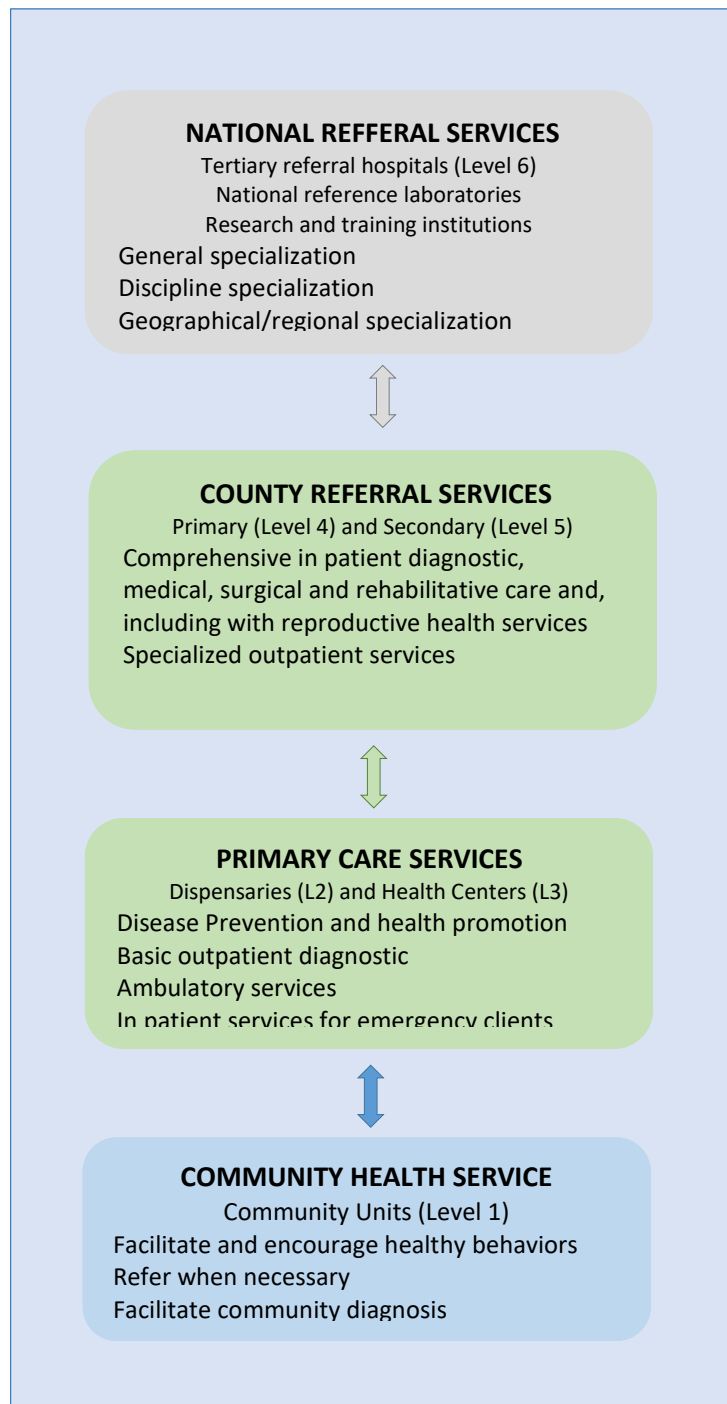 NATIONAL REFFERAL SERVICES
Tertiary referral hospitals (Level 6)
National reference laboratories
Research and training institutions
General specialization
Discipline specialization
Geographical/regional specialization
COUNTY REFERRAL SERVICES
Primary (Level 4) and Secondary (Level 5)
Comprehensive in patient diagnostic,
medical, surgical and rehabilitative care and,
including with reproductive health services
Specialized outpatient services
PRIMARY CARE SERVICES
Dispensaries (L2) and Health Centers (L3)
Disease Prevention and health promotion
Basic outpatient diagnostic
Ambulatory services
In patient services for emergency clients
COMMUNITY HEALTH SERVICE
Community Units (Level 1)
Facilitate and encourage healthy behaviors
Refer when necessary
Facilitate community diagnosis